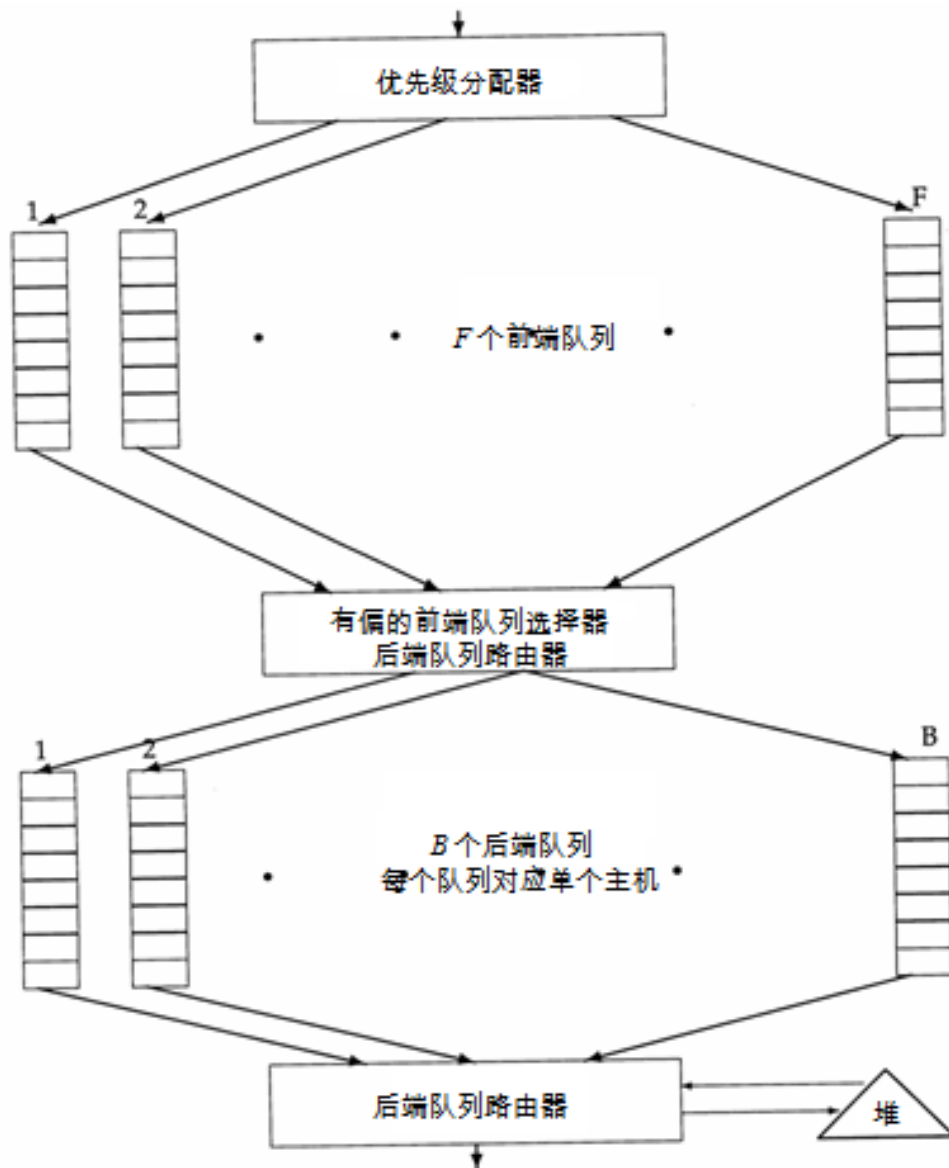 优先级分配器
1
2
F
F 个前端队列
有偏的前端队列选择器
后端队列路由器
1
2
B
B 个后端队列
每个队列对应单个主机
后端队列路由器
堆